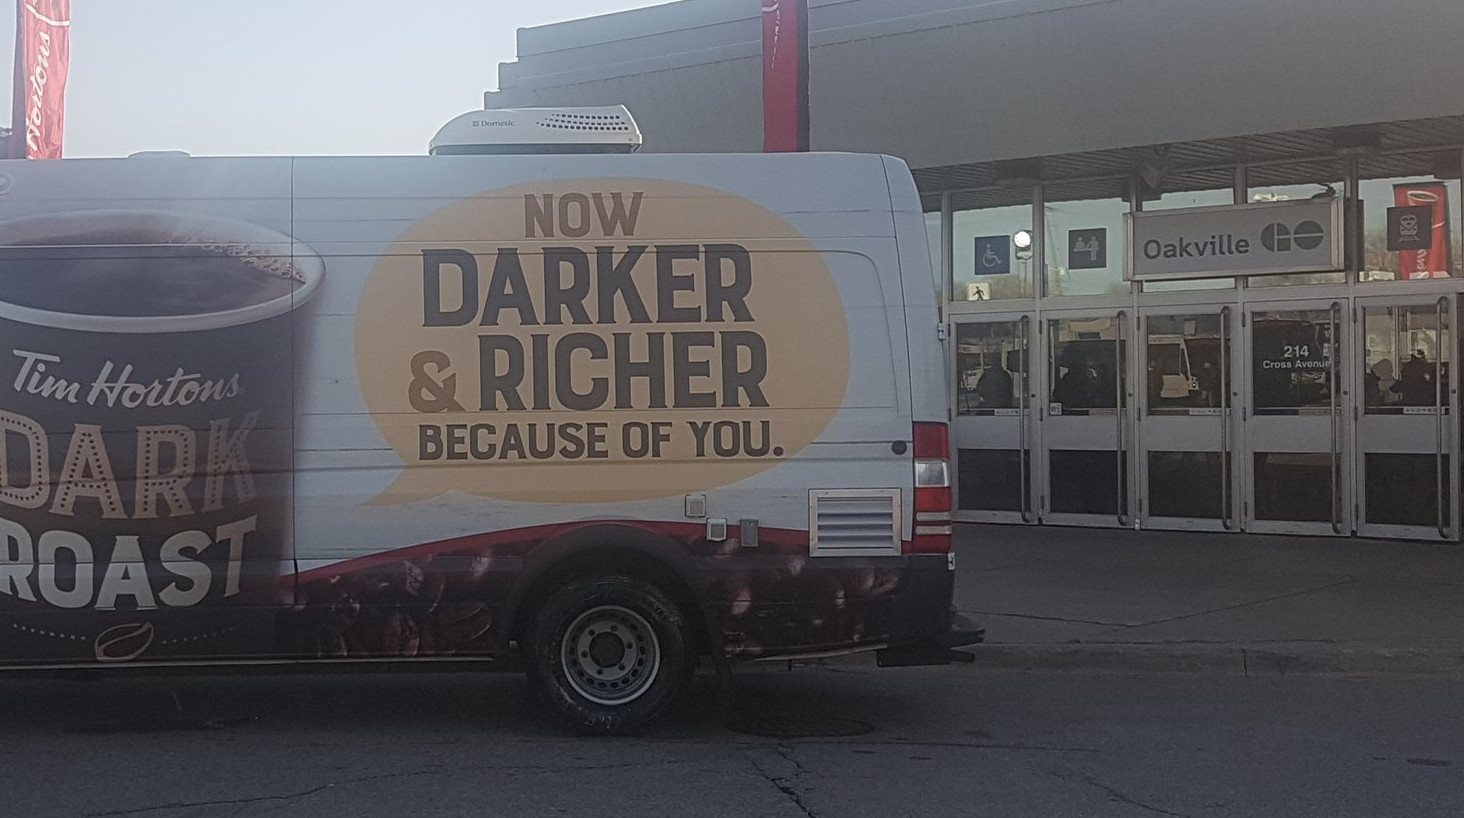 Hortons
Dometic
NOW
DARKER
& RICHER
BECAUSE OF YOU.
Tim Hortons
DARK
ROAST
Oakville GO
214
Cross Avenue